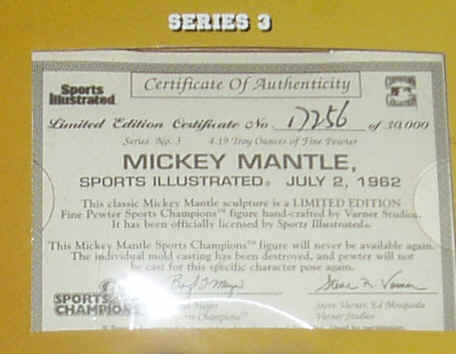 SERIES 3
Certificate Of Authenticity
Sports
Illustrated
Limited Edition Certificate No. 17256 of 30,000
Series No. 3 4.19 Troy Ounces of Fine Pewter
MICKEY MANTLE,
SPORTS ILLUSTRATED® JULY 2, 1962
This classic Mickey Mantle sculpture is a LIMITED EDITION
Fine Pewter Sports Champions™ figure hand-crafted by Varner Studios.
It has been officially licensed by Sports Illustrated®.
This Mickey Mantle Sports Champions™ figure will never be available again.
The individual mold casting has been destroyed, and pewter will not
be cast for this specific character pose again.
SPORTS
CHAMPIONS
Steve R. Varner
Steve Varner, Ed Mosqueda
Champions™
Varner Studios